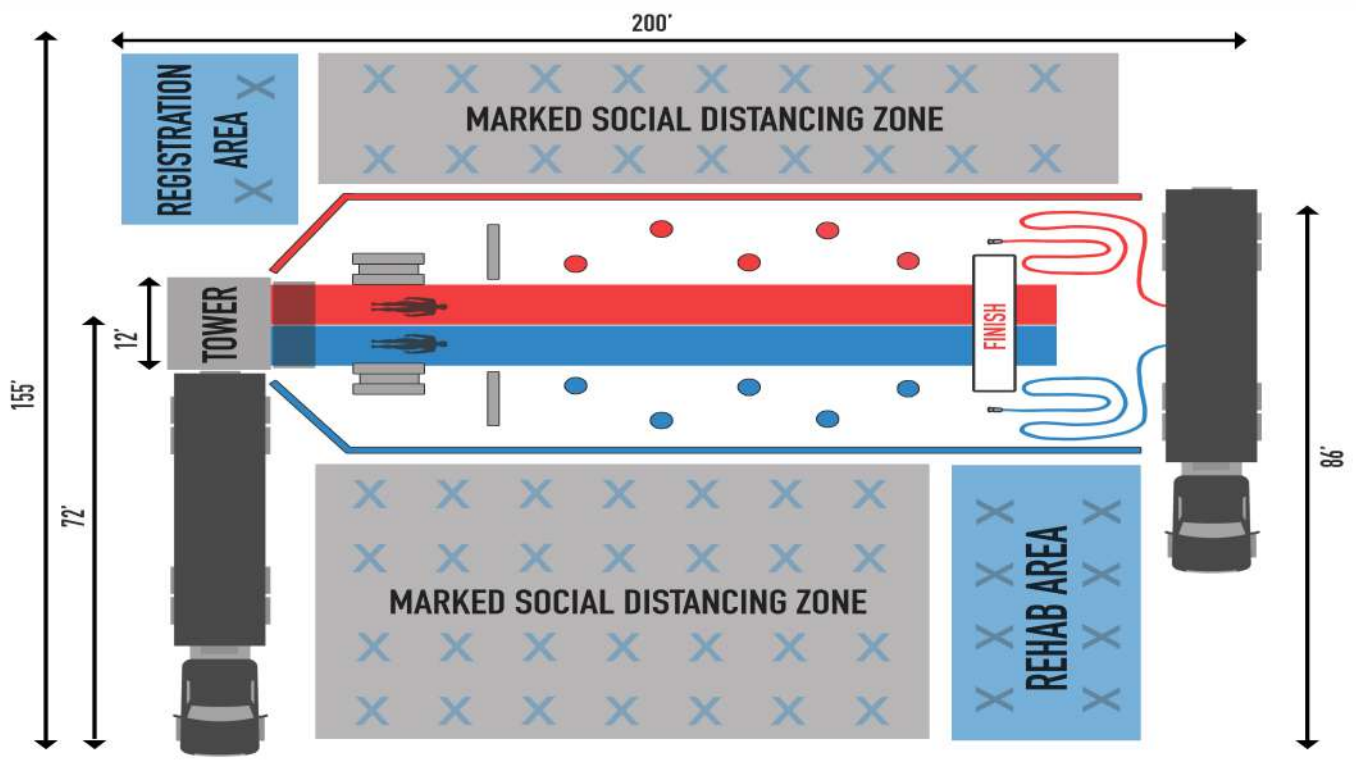 200'
REGISTRATION
AREA
MARKED SOCIAL DISTANCING ZONE
12'
TOWER
FINISH
155'
72'
86'
MARKED SOCIAL DISTANCING ZONE
REHAB AREA